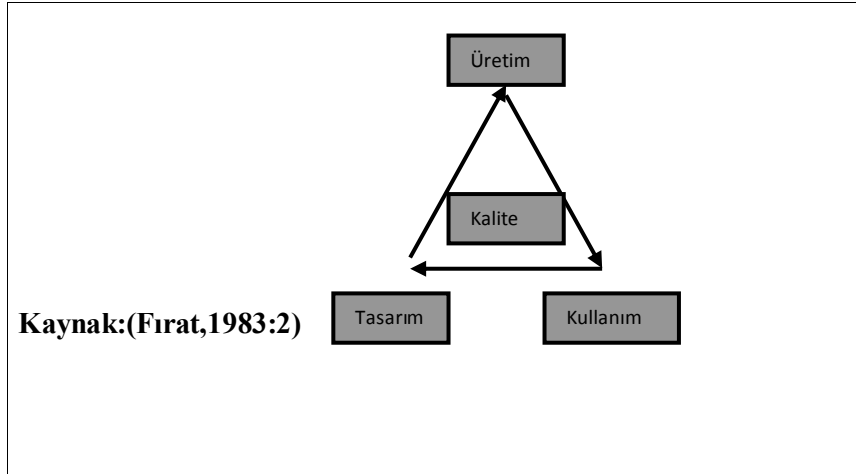 Üretim
Kalite
Tasarım
Kullanım
Kaynak:(Fırat,1983:2)